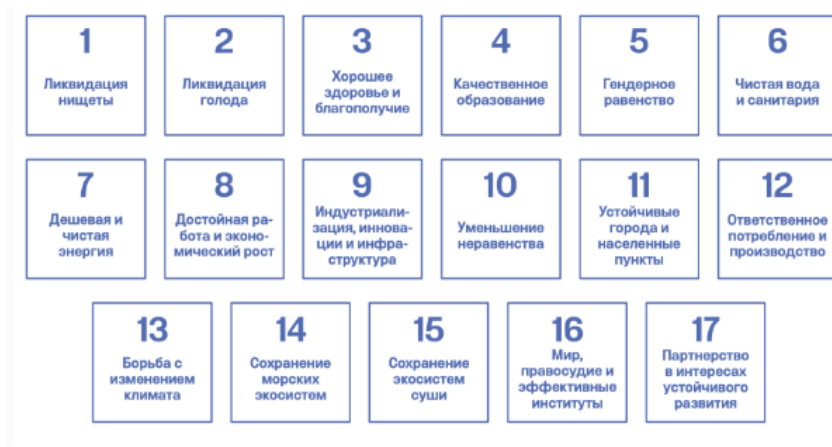 1
Ликвидация
нищеты
2
Ликвидация
голода
3
Хорошее
здоровье и
благополучие
4
Качественное
образование
5
Гендерное
равенство
6
Чистая вода
и санитария
7
Дешевая и
чистая
энергия
8
Достойная ра-
бота и эконо-
мический рост
9
Индустриали-
зация, иннова-
ции и инфра-
структура
10
Уменьшение
неравенства
11
Устойчивые
города и
населенные
пункты
12
Ответственное
потребление и
производство
13
Борьба с
изменением
климата
14
Сохранение
морских
экосистем
15
Сохранение
экосистем
суши
16
Мир,
правосудие и
эффективные
институты
17
Партнерство
в интересах
устойчивого
развития